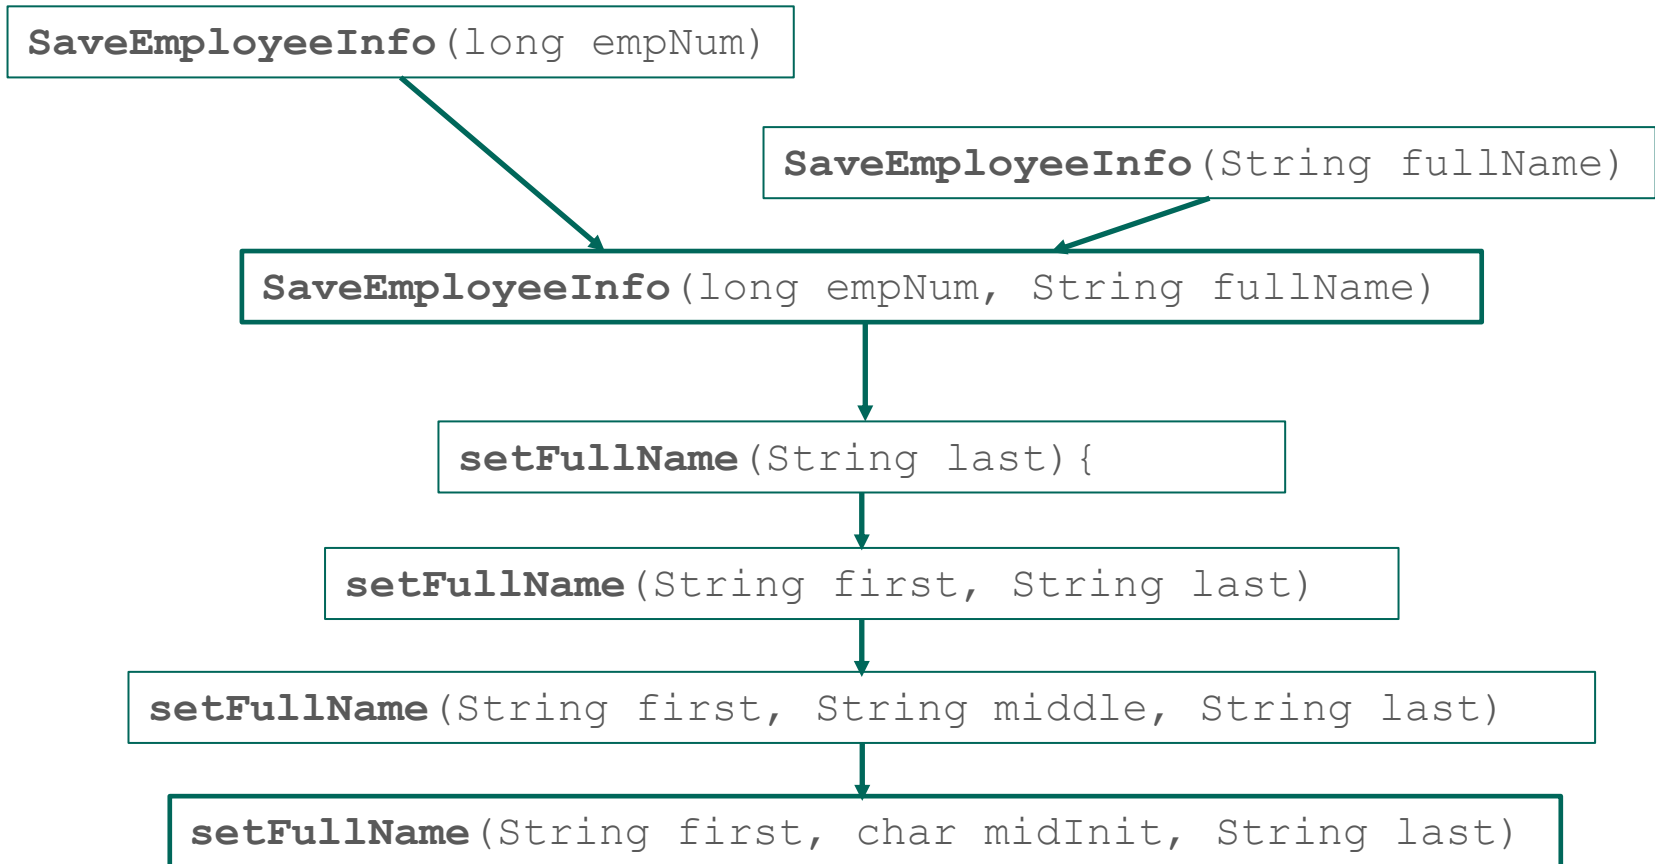 SaveEmployeeInfo(long empNum)
SaveEmployeeInfo(String fullName)
SaveEmployeeInfo(long empNum, String fullName)
setFullName(String last){
setFullName(String first, String last)
setFullName(String first, String middle, String last)
setFullName(String first, char midInit, String last)